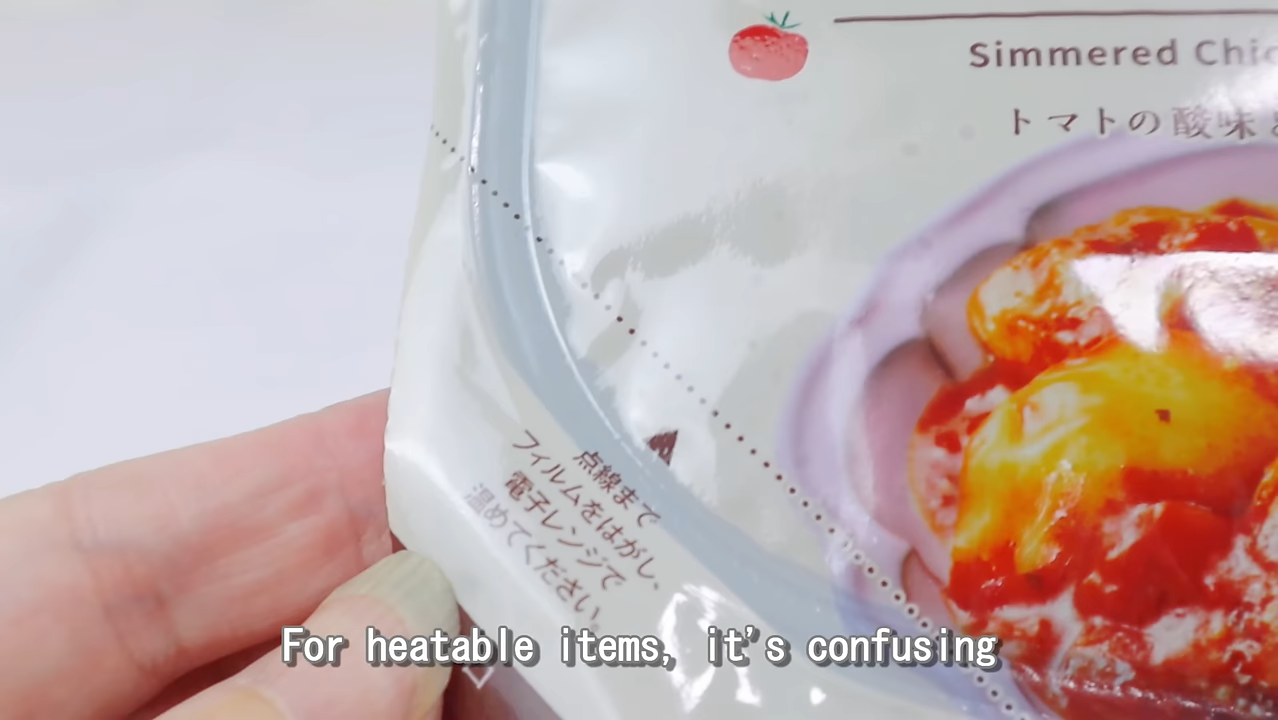 Simmered Chic
トマトの酸味と
点線まで
フィルムをはがし、
電子レンジで
温めてください。
For heatable items, it's confusing